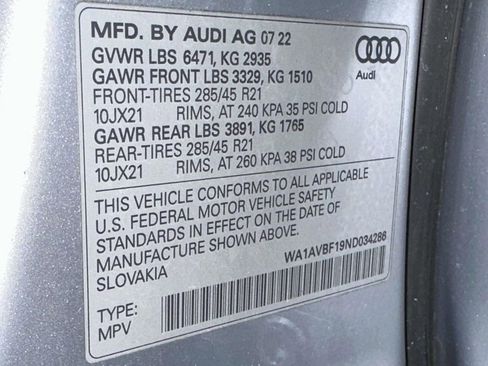 MFD. BY AUDI AG 07 22
GVWR LBS 6471, KG 2935
GAWR FRONT LBS 3329, KG 1510
FRONT-TIRES 285/45 R21
10JX21 RIMS, AT 240 KPA 35 PSI COLD
GAWR REAR LBS 3891, KG 1765
REAR-TIRES 285/45 R21
10JX21 RIMS, AT 260 KPA 38 PSI COLD
Audi
THIS VEHICLE CONFORMS TO ALL APPLICABLE
U.S. FEDERAL MOTOR VEHICLE SAFETY
STANDARDS IN EFFECT ON THE DATE OF
MANUFACTURE SHOWN ABOVE.
SLOVAKIA
WA1AVBF19ND034286
TYPE:
MPV